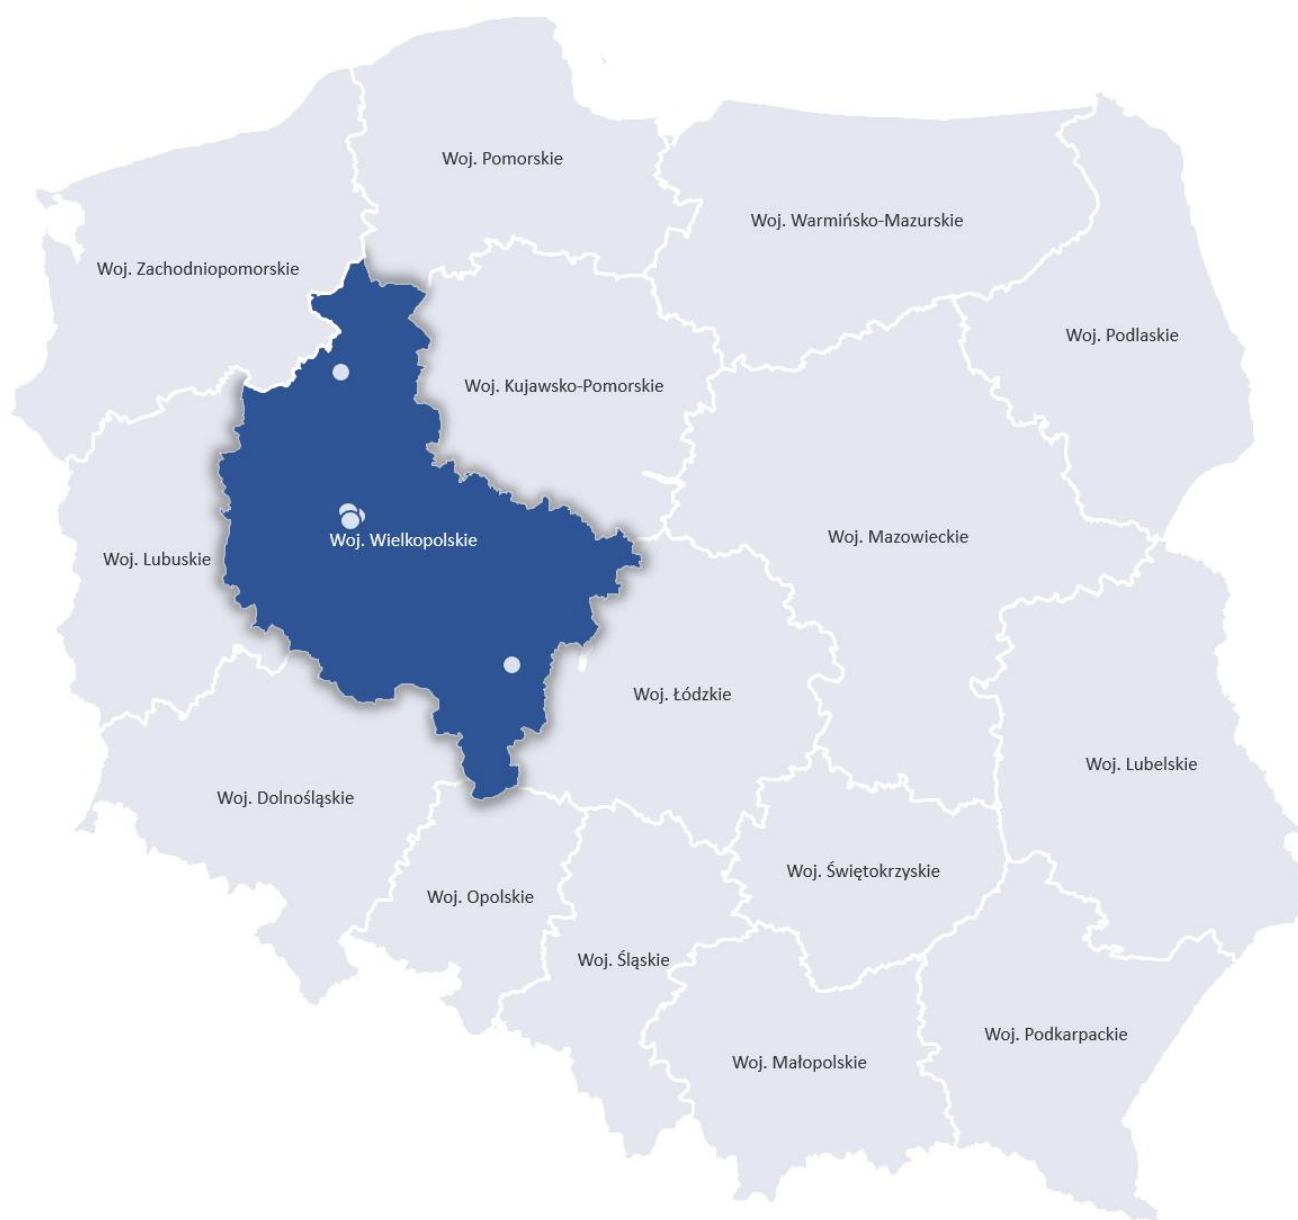 Woj. Pomorskie
Woj. Warmińsko-Mazurskie
Woj. Zachodniopomorskie
Woj. Podlaskie
Woj. Kujawsko-Pomorskie
Woj. Mazowieckie
Woj. Wielkopolskie
Woj. Lubuskie
Woj. Łódzkie
Woj. Lubelskie
Woj. Dolnośląskie
Woj. Świętokrzyskie
Woj. Opolskie
Woj. Śląskie
Woj. Podkarpackie
Woj. Małopolskie